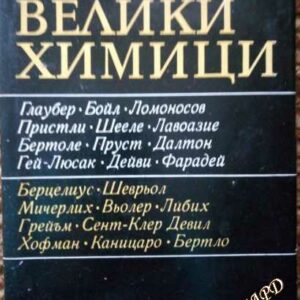 ВЕЛИКИ
ХИМИЦИ
Глаубер · Бойл · Ломоносов
Пристли · Шееле · Лавоазие
Бертоле · Пруст · Далтон
Гей-Люсак · Дейви · Фарадей
Берцелиус · Шеврьол
Мичерлих · Вьолер · Либих
Грейъм · Сент-Клер Девил
Хофман · Каницаро · Бертло